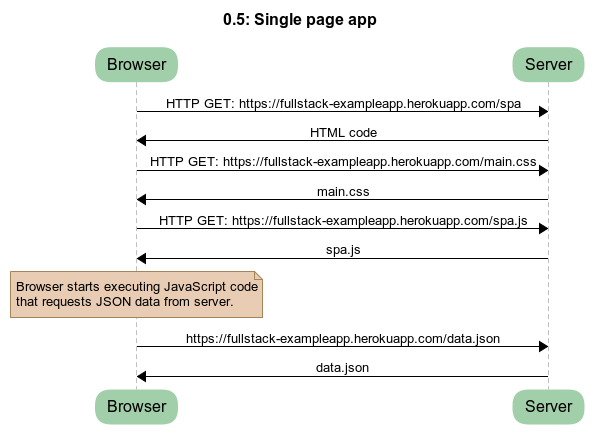 0.5: Single page app
Browser
Server
HTTP GET: https://fullstack-exampleapp.herokuapp.com/spa
HTML code
HTTP GET: https://fullstack-exampleapp.herokuapp.com/main.css
main.css
HTTP GET: https://fullstack-exampleapp.herokuapp.com/spa.js
spa.js
Browser starts executing JavaScript code
that requests JSON data from server.
https://fullstack-exampleapp.herokuapp.com/data.json
data.json
Browser
Server